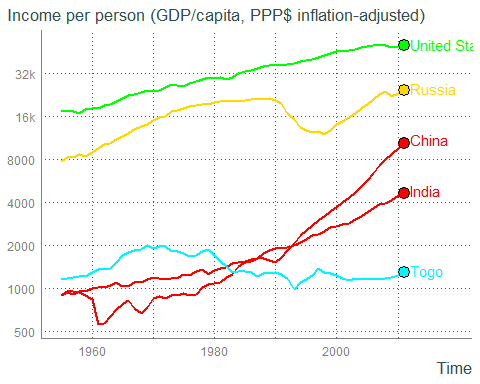 Income per person (GDP/capita, PPP$ inflation-adjusted)
United Sta
32k
Russia
16k
China
8000
India
4000
2000
Togo
1000
500
1960 1980 2000
Time